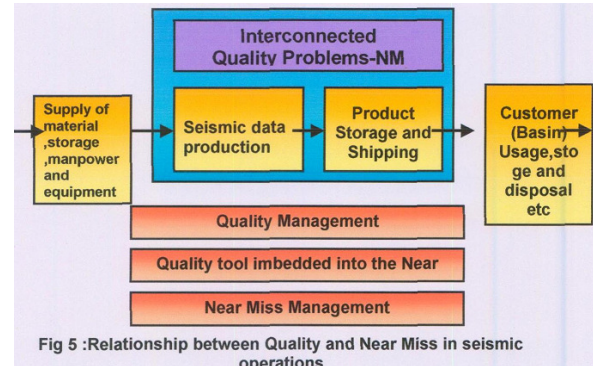 Interconnected
Quality Problems-NM
Supply of
material
,storage
,manpower
and
equipment
Seismic data
production
Product
Storage and
Shipping
Customer
(Basin)
Usage,sto
ge and
disposal
etc
Quality Management
Quality tool imbedded into the Near
Near Miss Management
Fig 5 :Relationship between Quality and Near Miss in seismic
operations